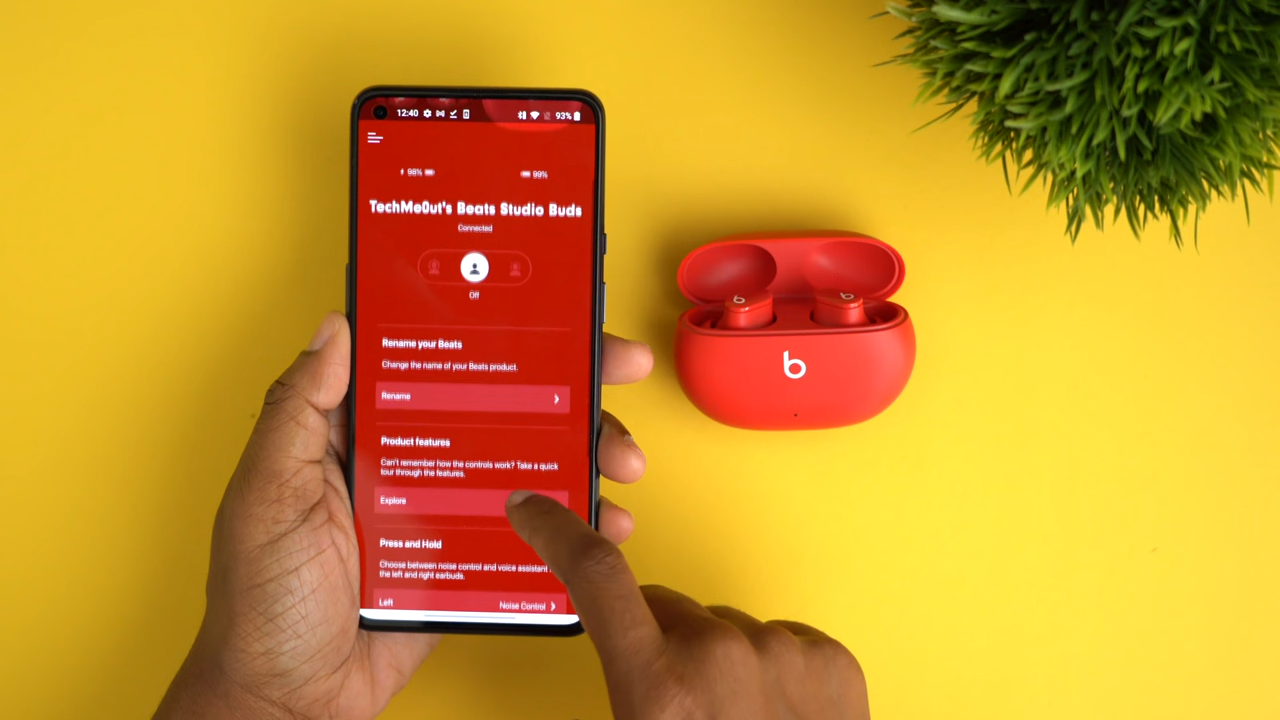 12:40
93%
98%
99%
TechMe0ut's Beats Studio Buds
Connected
Off
Rename your Beats
Change the name of your Beats product.
Rename
Product features
Can't remember how the controls work? Take a quick
tour through the features.
Explore
Press and Hold
Choose between noise control and voice assistant
the left and right earbuds.
Left
Noise Control
b
b
b